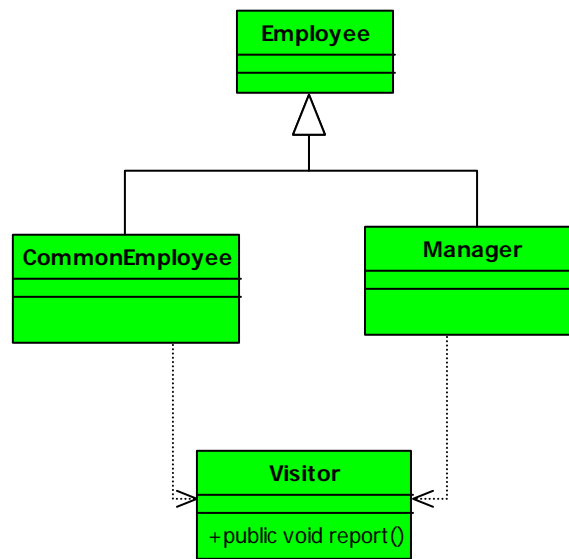 Employee
CommonEmployee
Manager
Visitor
+public void report()